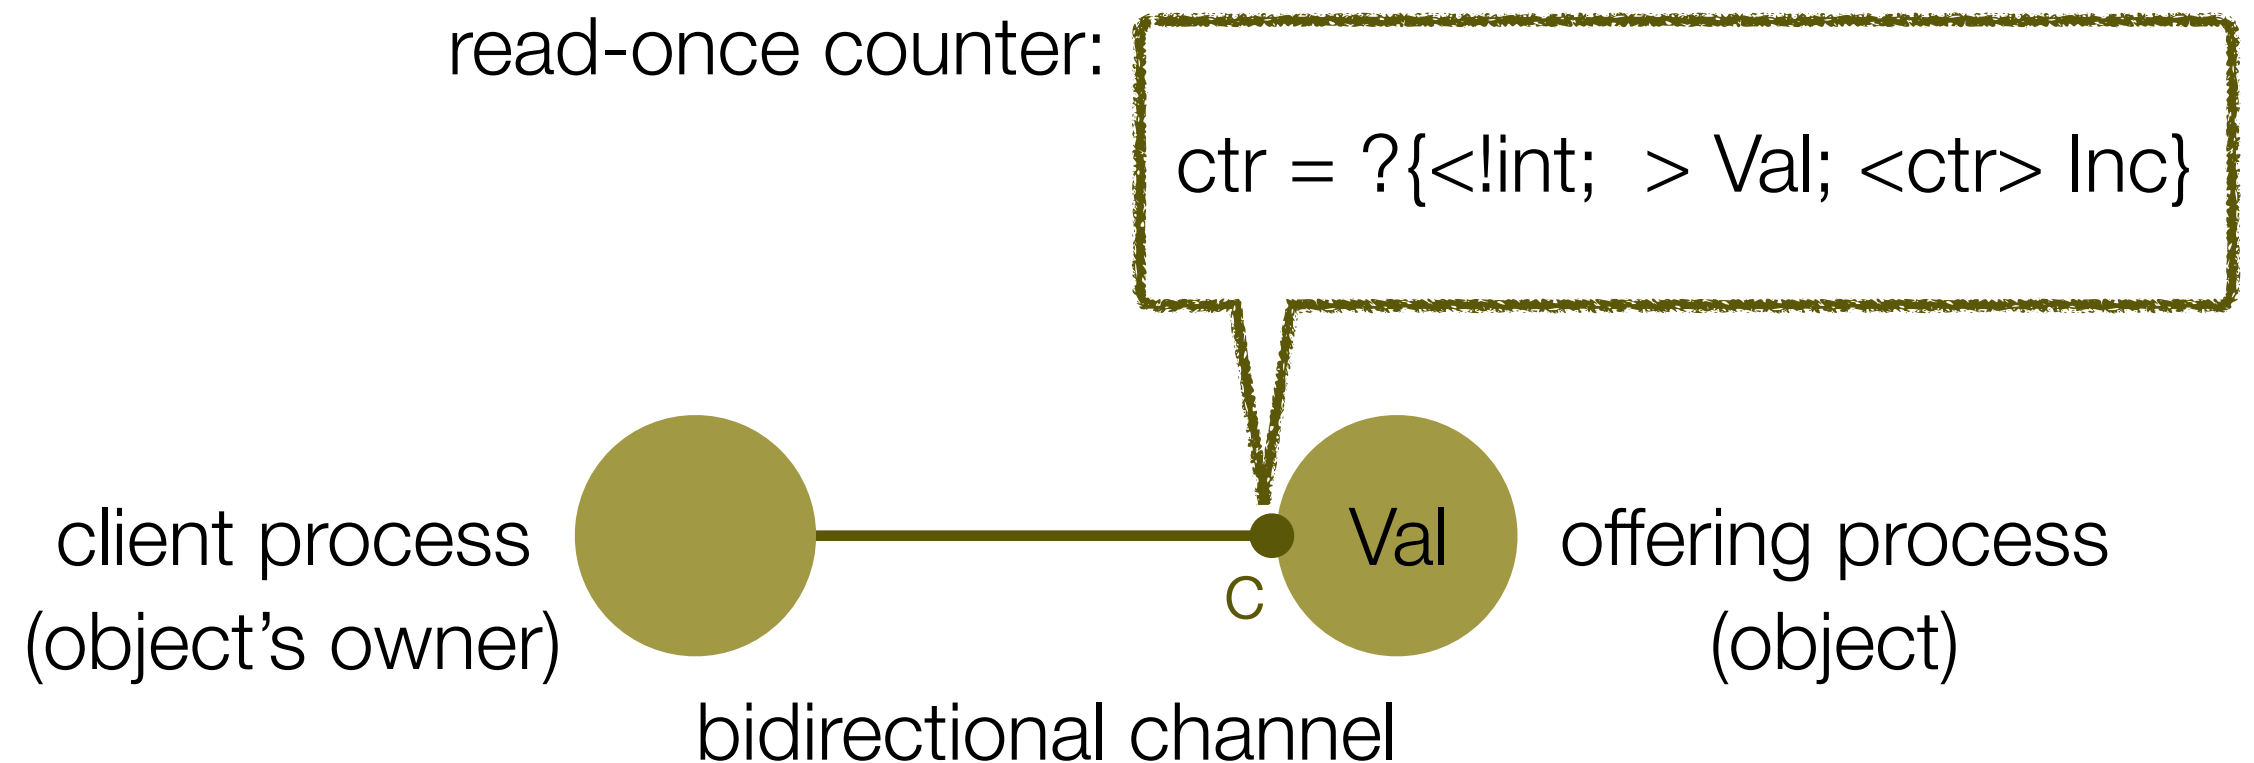 read-once counter:
ctr = ?{<!int;  > Val; <ctr> Inc}
client process
(object’s owner)
c
Val
offering process
(object)
bidirectional channel